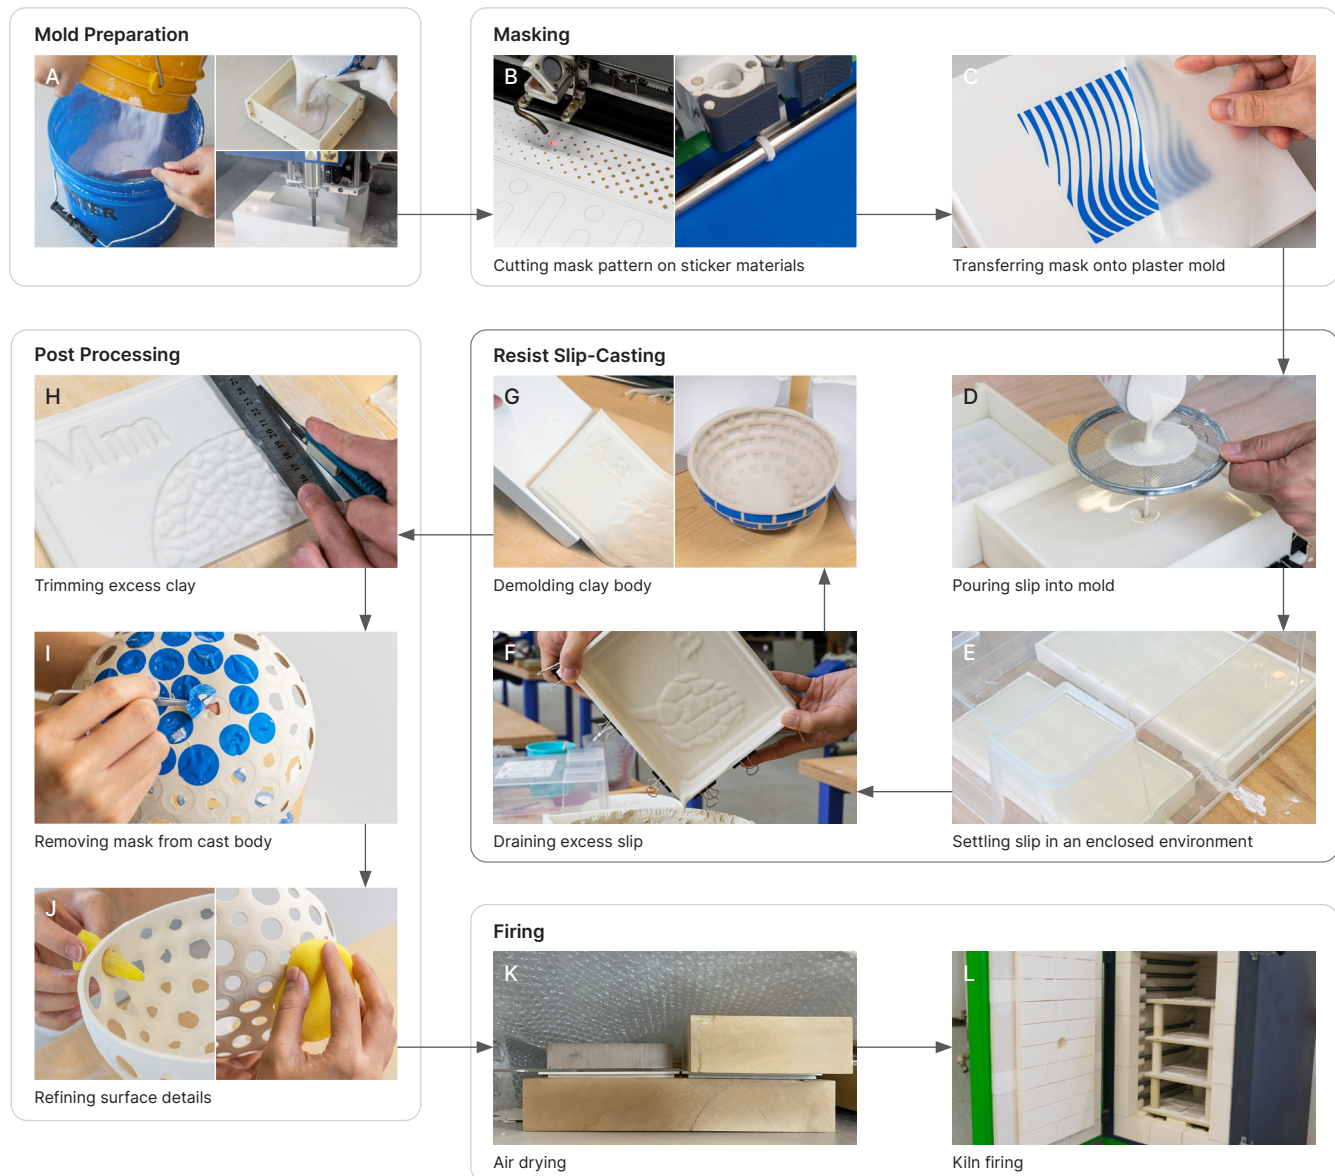 Mold Preparation
A
Masking
B
Cutting mask pattern on sticker materials
C
Transferring mask onto plaster mold
Resist Slip-Casting
D
Pouring slip into mold
E
Settling slip in an enclosed environment
F
Draining excess slip
G
Aa
Demolding clay body
Post Processing
H
Mm
Trimming excess clay
I
Removing mask from cast body
J
Refining surface details
Firing
K
Air drying
L
Kiln firing